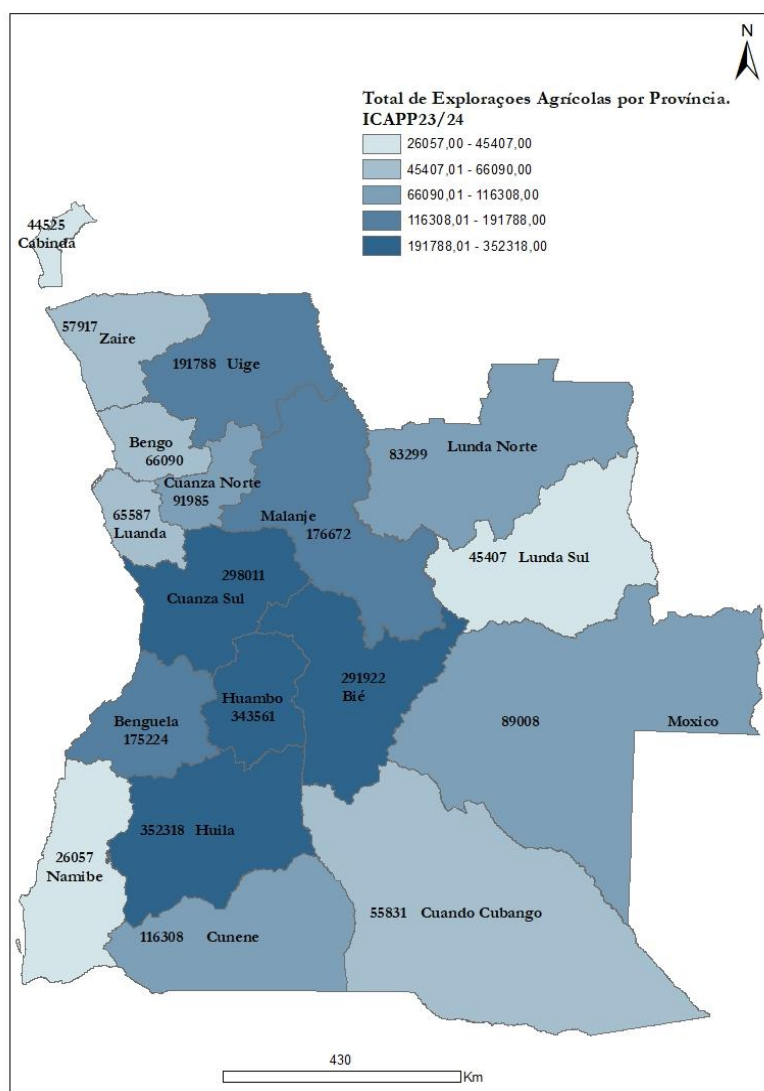 N
Total de Exploraçoes Agrícolas por Província.
ICAPP23/24
26057,00 - 45407,00
45407,01 - 66090,00
66090,01 - 116308,00
116308,01 - 191788,00
191788,01 - 352318,00
44525
Cabinda
57917
Zaire
191788 Uige
Bengo
66090
Cuanza Norte
91985
65587
Luanda
Malanje
176672
83299
Lunda Norte
45407 Lunda Sul
298011
Cuanza Sul
Huambo
343561
291922
Bié
Benguela
175224
89008
Moxico
352318 Huila
26057
Namibe
116308 Cunene
55831 Cuando Cubango
430
Km